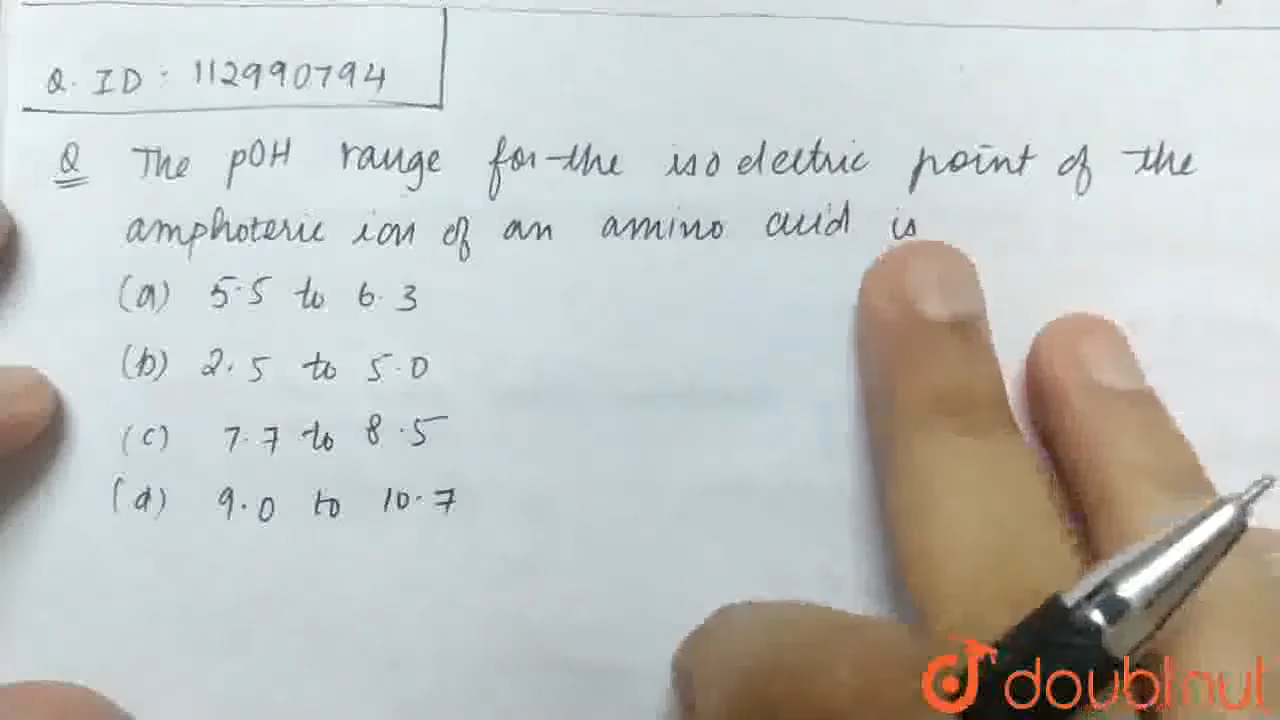 Q. ID : 112990794
Q The pOH range for the isoelectric point of the
amphoteric ion of an amino acid is
(a) 5.5 to 6.3
(b) 2.5 to 5.0
(c) 7.7 to 8.5
(d) 9.0 to 10.7
doubtnut